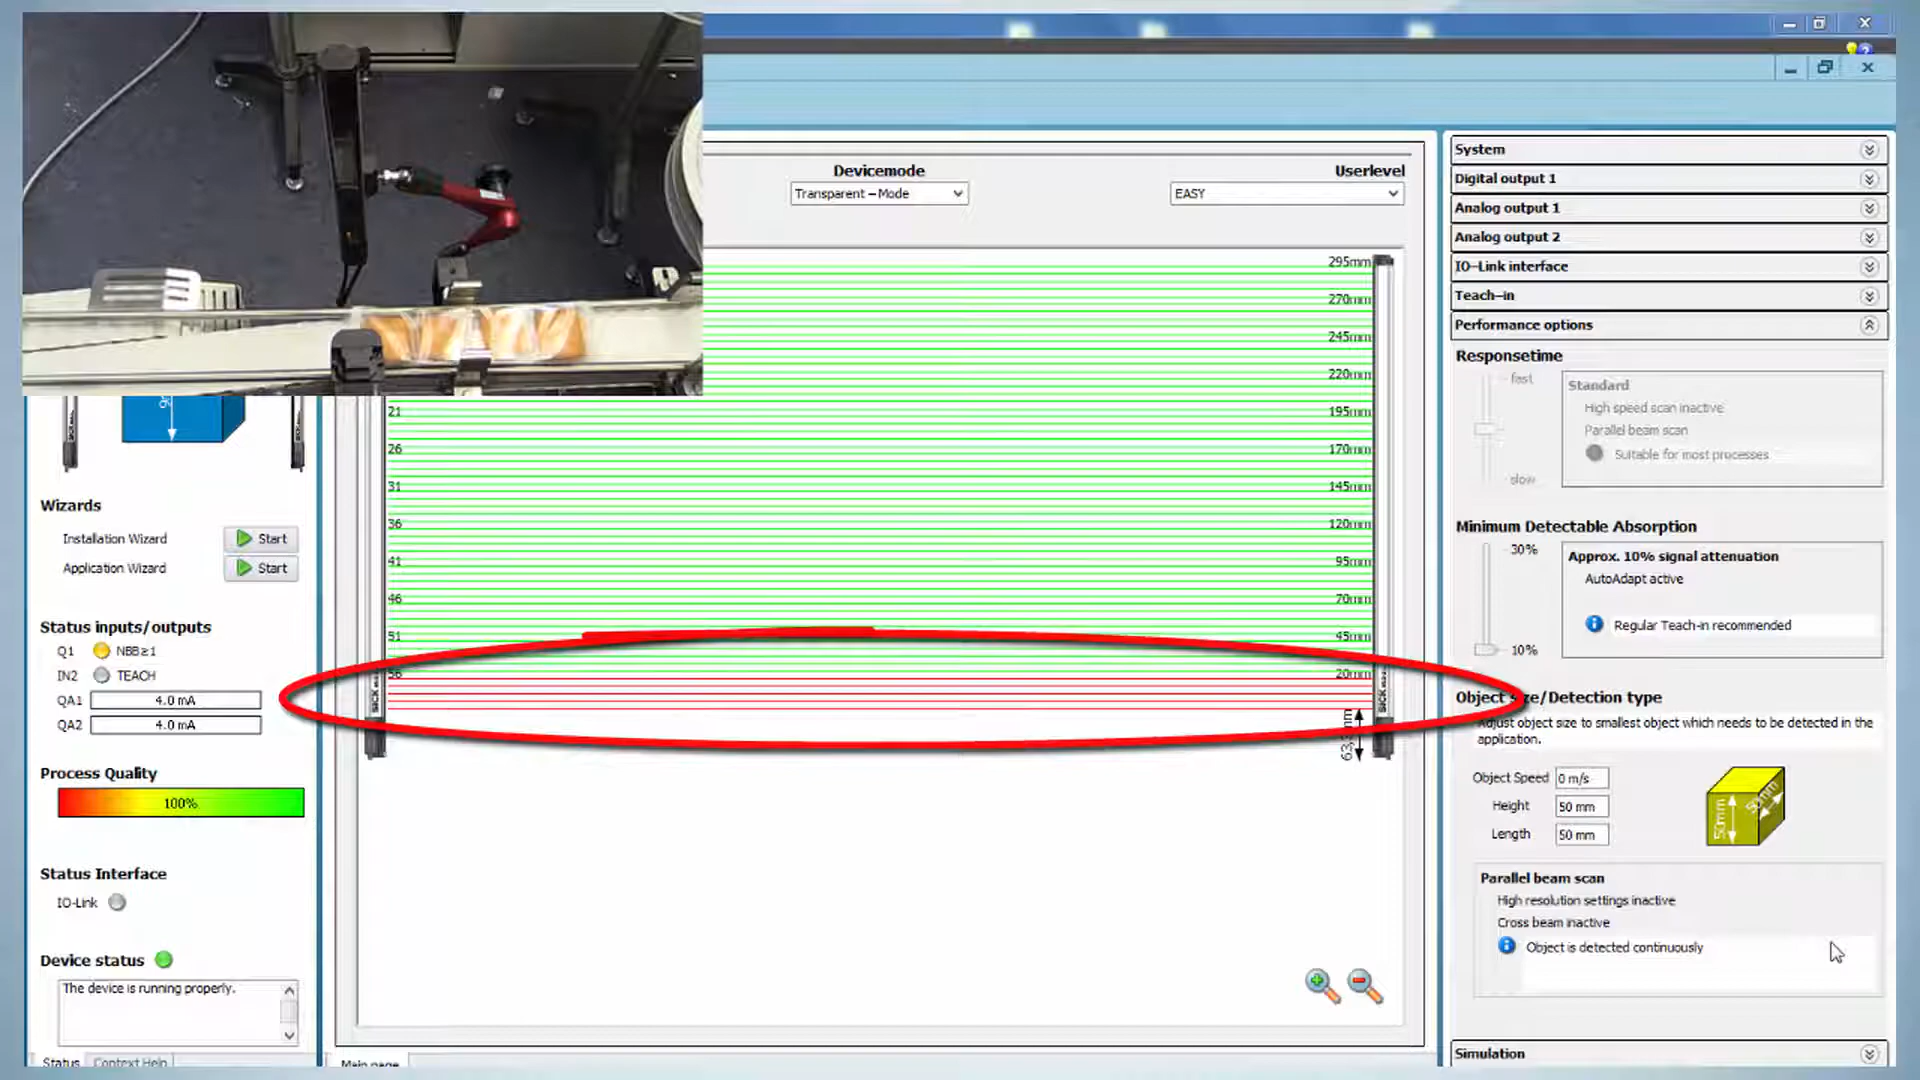 Devicemode
Userlevel
Transparent – Mode
EASY
295mm
270mm
245mm
220mm
21
195mm
26
170mm
31
145mm
36
120mm
41
95mm
46
70mm
51
45mm
56
20mm
SICK
SICK
Wizards
Installation Wizard
Start
Application Wizard
Start
Status inputs/outputs
Q1
NBB≥1
IN2
TEACH
QA1
4.0 mA
QA2
4.0 mA
Process Quality
100%
Status Interface
IO-Link
Device status
The device is running properly.
Status
Context Help
Main page
System
Digital output 1
Analog output 1
Analog output 2
IO–Link interface
Teach–in
Performance options
Responsetime
fast
slow
Standard
High speed scan inactive
Parallel beam scan
Suitable for most processes
Minimum Detectable Absorption
30%
10%
Approx. 10% signal attenuation
AutoAdapt active
Regular Teach-in recommended
Object size/Detection type
Adjust object size to smallest object which needs to be detected in the
application.
Object Speed
0 m/s
Height
50 mm
Length
50 mm
50mm
50mm
Parallel beam scan
High resolution settings inactive
Cross beam inactive
Object is detected continuously
Simulation